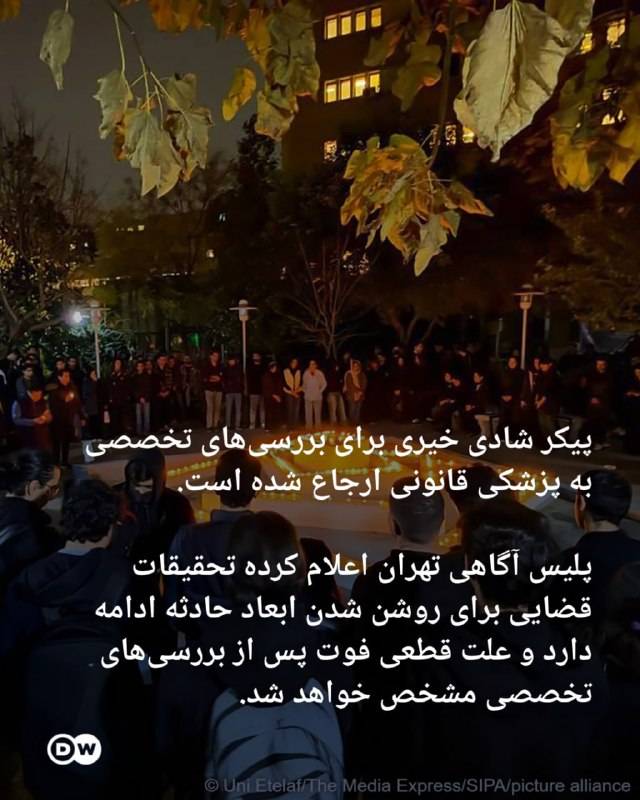 پیکر شادی خیری برای بررسی‌های تخصصی
به پزشکی قانونی ارجاع شده است.
پلیس آگاهی تهران اعلام کرده تحقیقات
قضایی برای روشن شدن ابعاد حادثه ادامه
دارد و علت قطعی فوت پس از بررسی‌های
تخصصی مشخص خواهد شد.
DW
© Uni Etelaf/The Media Express/SIPA/picture alliance